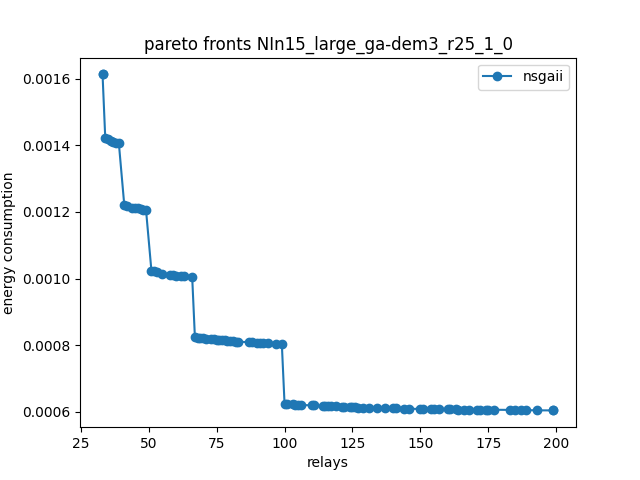 pareto fronts NIn15_large_ga-dem3_r25_1_0
nsgaii
0.0016
0.0014
0.0012
0.0010
0.0008
0.0006
energy consumption
25 50 75 100 125 150 175 200
relays